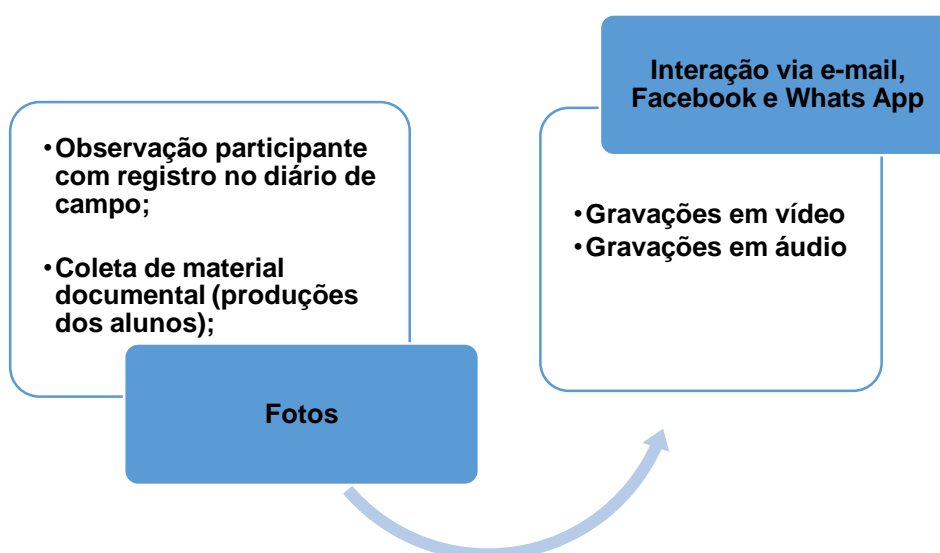 •Observação participante
com registro no diário de
campo;
•Coleta de material
documental (produções
dos alunos);
Fotos
Interação via e-mail,
Facebook e Whats App
•Gravações em vídeo
•Gravações em áudio